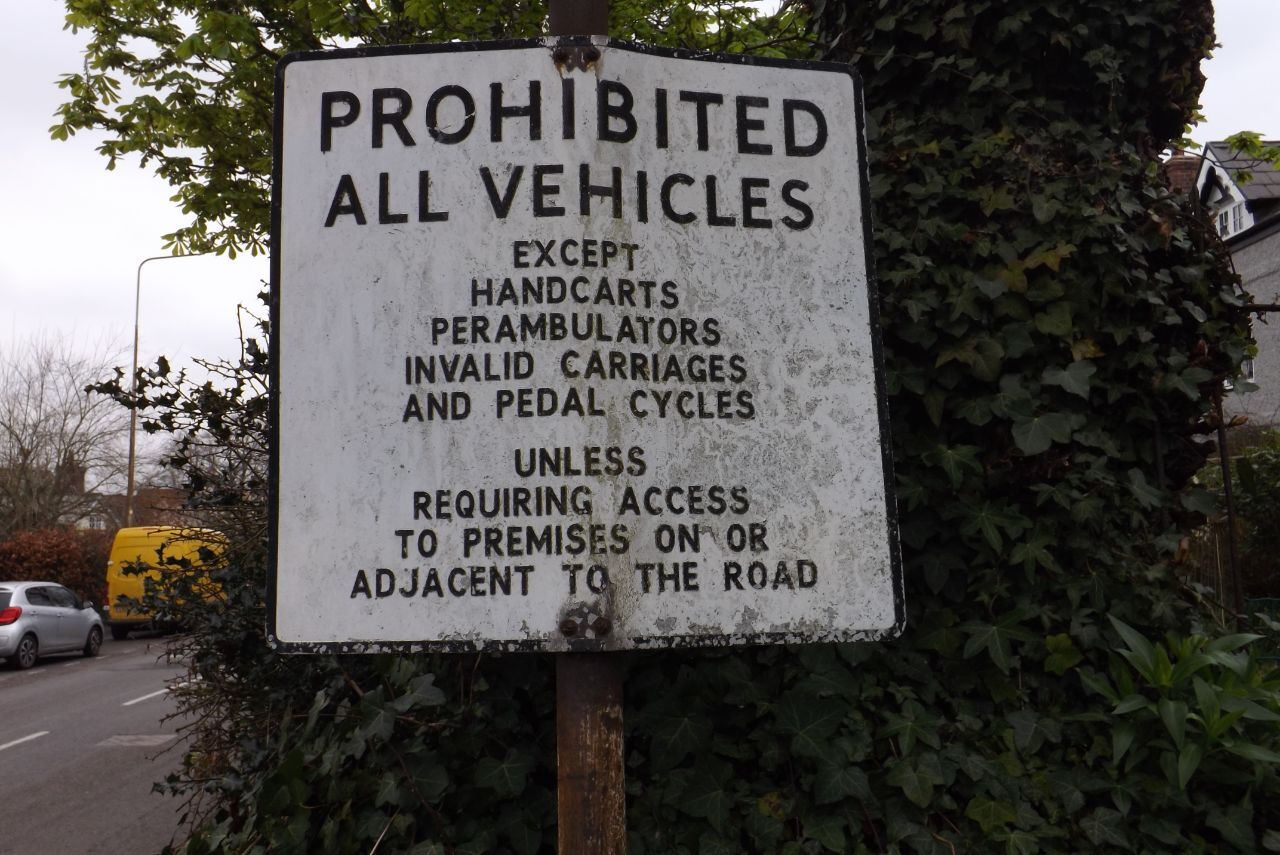 PROHIBITED
ALL VEHICLES
EXCEPT
HANDCARTS
PERAMBULATORS
INVALID CARRIAGES
AND PEDAL CYCLES
UNLESS
REQUIRING ACCESS
TO PREMISES ON OR
ADJACENT TO THE ROAD